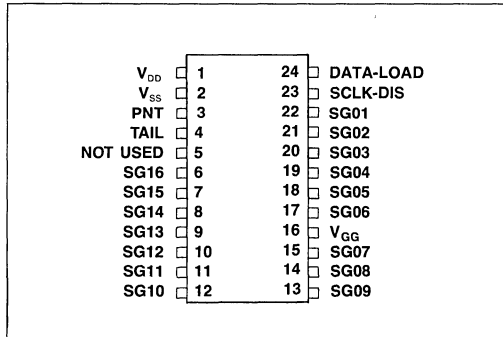 V_DD 1 24 DATA-LOAD
V_SS 2 23 SCLK-DIS
PNT 3 22 SG01
TAIL 4 21 SG02
NOT USED 5 20 SG03
SG16 6 19 SG04
SG15 7 18 SG05
SG14 8 17 SG06
SG13 9 16 V_GG
SG12 10 15 SG07
SG11 11 14 SG08
SG10 12 13 SG09